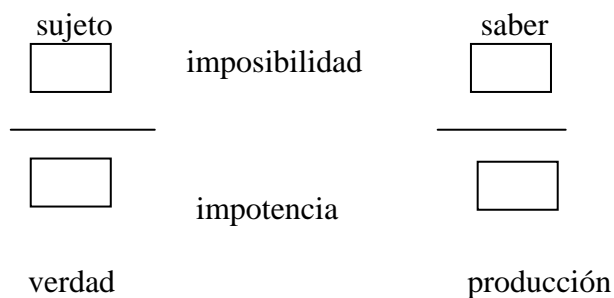 sujeto saber
imposibilidad
impotencia
verdad producción